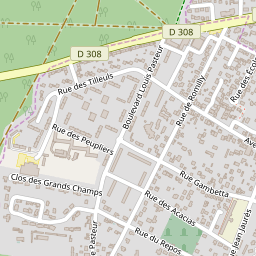 D 308
D 308
Rue des Tilleuls
Boulevard Louis Pasteur
Rue de Romilly
Rue des Éco
Rue des Peupliers
Ave
Clos des Grands Champs
Rue Gambetta
Rue des Acacias
Rue du Repos
Rue Jean Jaurès
Pasteur